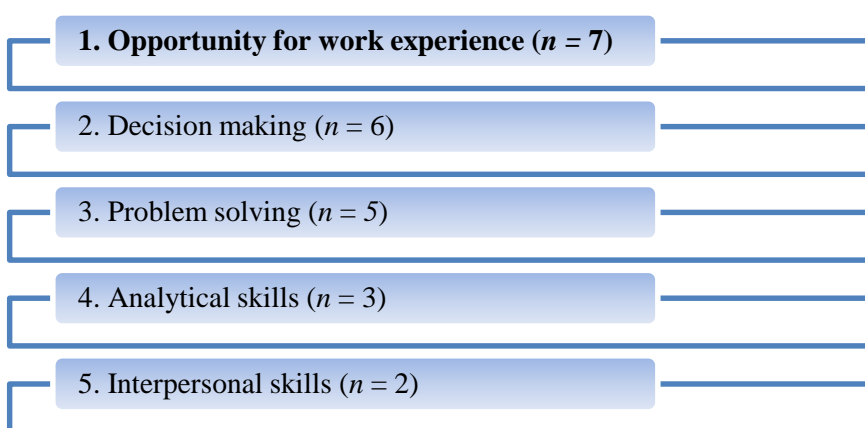 1. Opportunity for work experience (n = 7)
2. Decision making (n = 6)
3. Problem solving (n = 5)
4. Analytical skills (n = 3)
5. Interpersonal skills (n = 2)